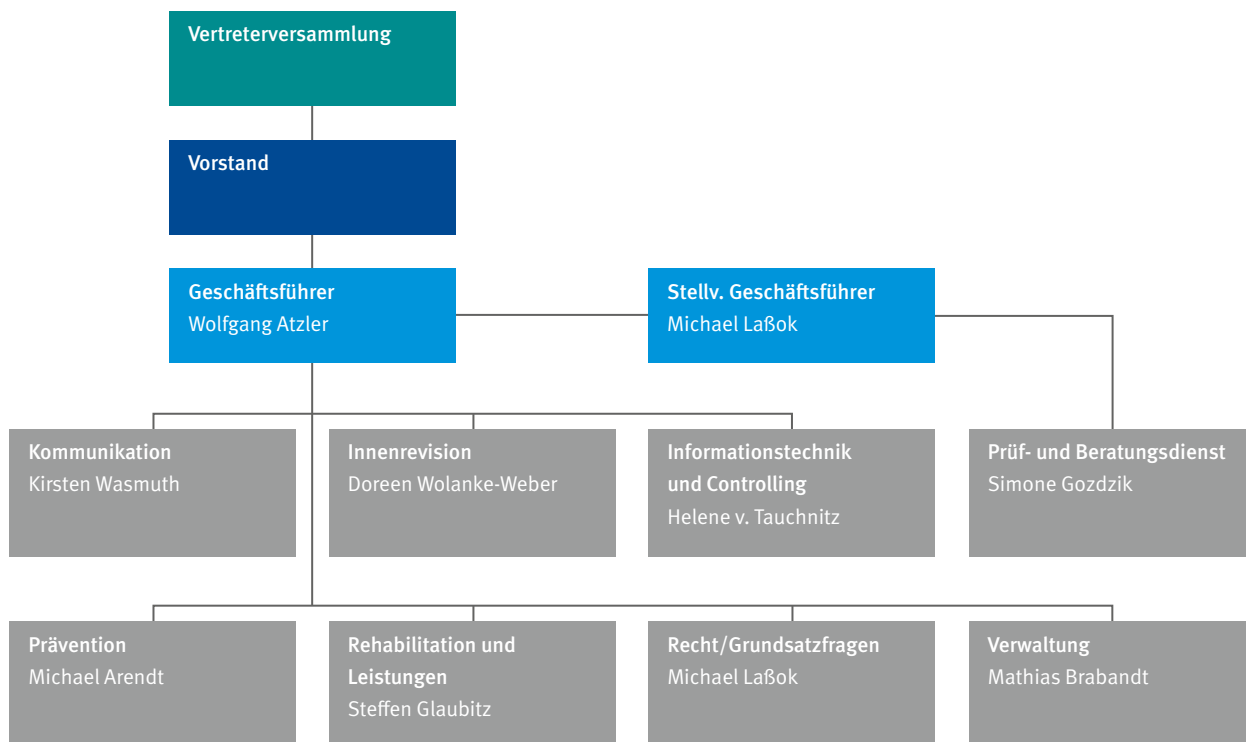 Vertreterversammlung
Vorstand
Geschäftsführer
Wolfgang Atzler
Stellv. Geschäftsführer
Michael Laßok
Kommunikation
Kirsten Wasmuth
Innenrevision
Doreen Wolanke-Weber
Informationstechnik
und Controlling
Helene v. Tauchnitz
Prüf- und Beratungsdienst
Simone Gozdzik
Prävention
Michael Arendt
Rehabilitation und
Leistungen
Steffen Glaubitz
Recht/Grundsatzfragen
Michael Laßok
Verwaltung
Mathias Brabandt